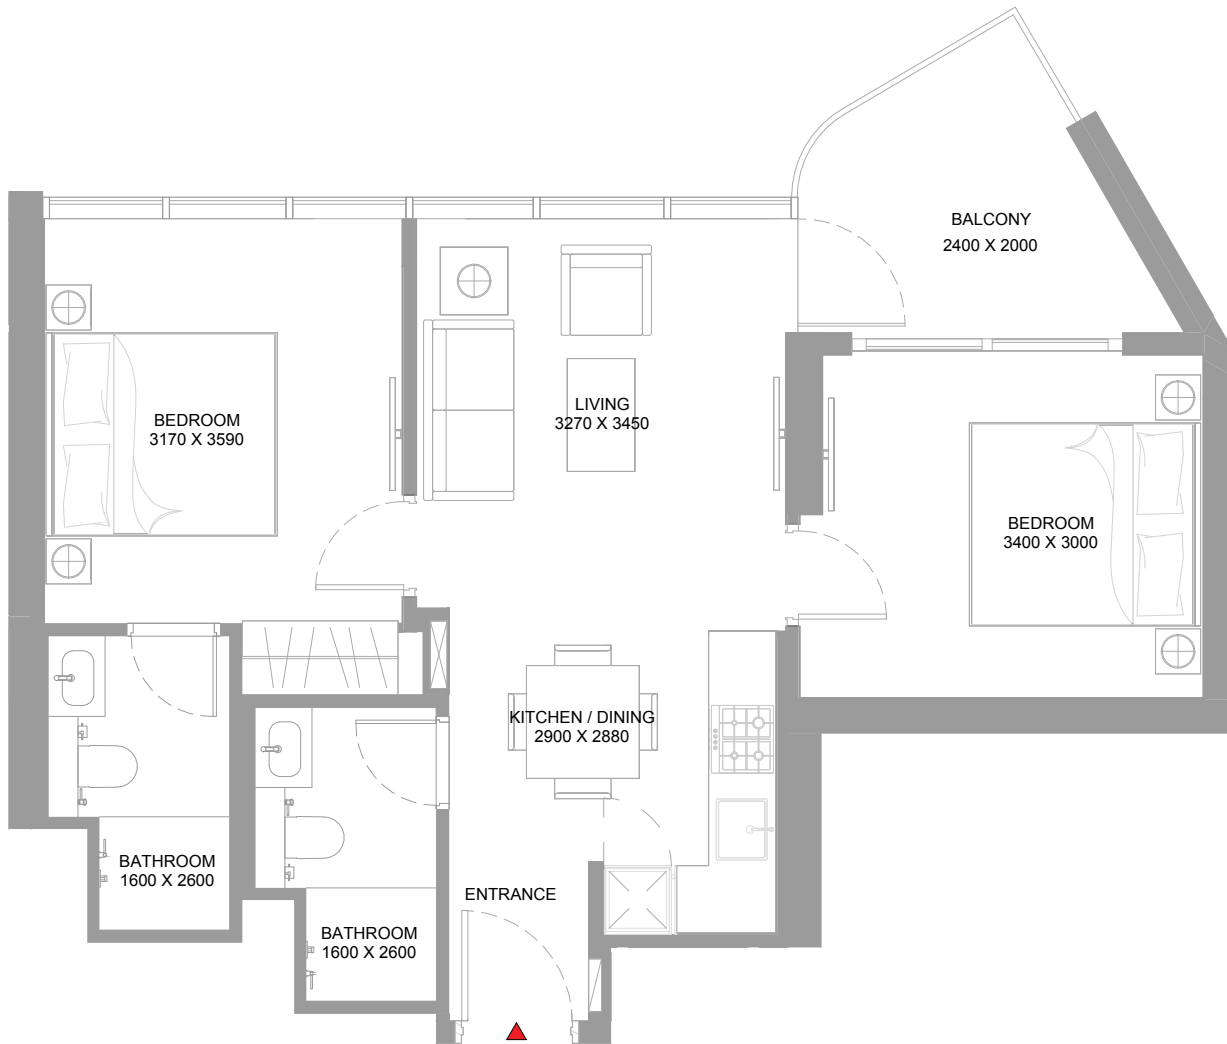 BALCONY
2400 X 2000
LIVING
3270 X 3450
BEDROOM
3170 X 3590
BEDROOM
3400 X 3000
KITCHEN / DINING
2900 X 2880
BATHROOM
1600 X 2600
ENTRANCE
BATHROOM
1600 X 2600